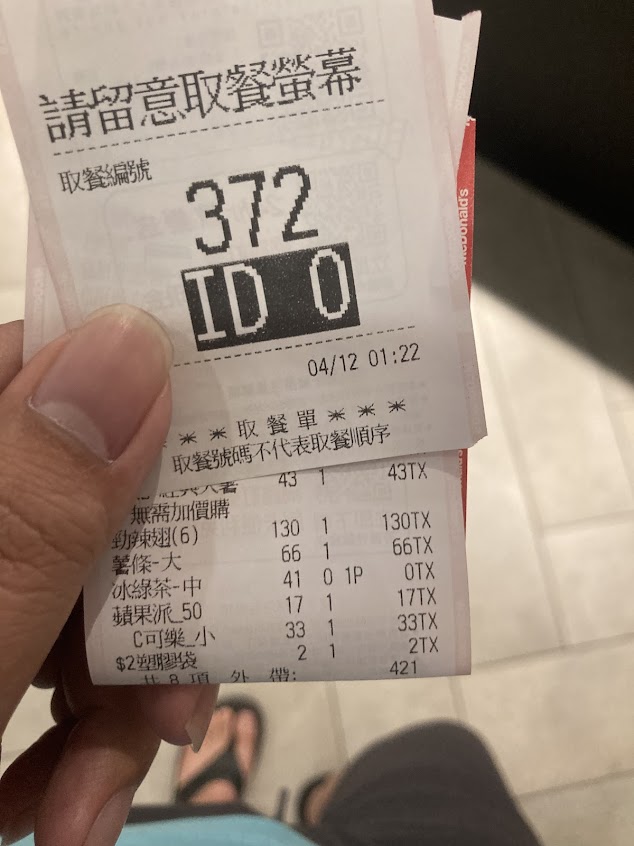 請留意取餐螢幕
取餐編號
372
ID 0
04/12 01:22
* * 取 餐 單 * * *
取餐號碼不代表取餐順序
43 1 43TX
無需加價購
勁辣翅(6) 130 1 130TX
薯條-大 66 1 66TX
冰綠茶-中 41 0 1P 0TX
蘋果派_50 17 1 17TX
C可樂_小 33 1 33TX
$2塑膠袋 2 1 2TX
共 8 項 外 帶: 421
McDonald's